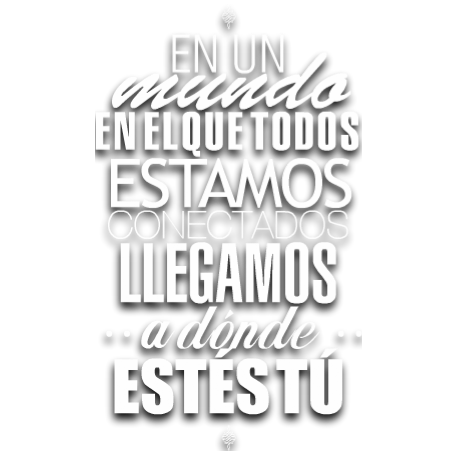 EN UN
mundo
EN EL QUE TODOS
ESTAMOS
CONECTADOS
LLEGAMOS
a dónde
ESTÉS TÚ